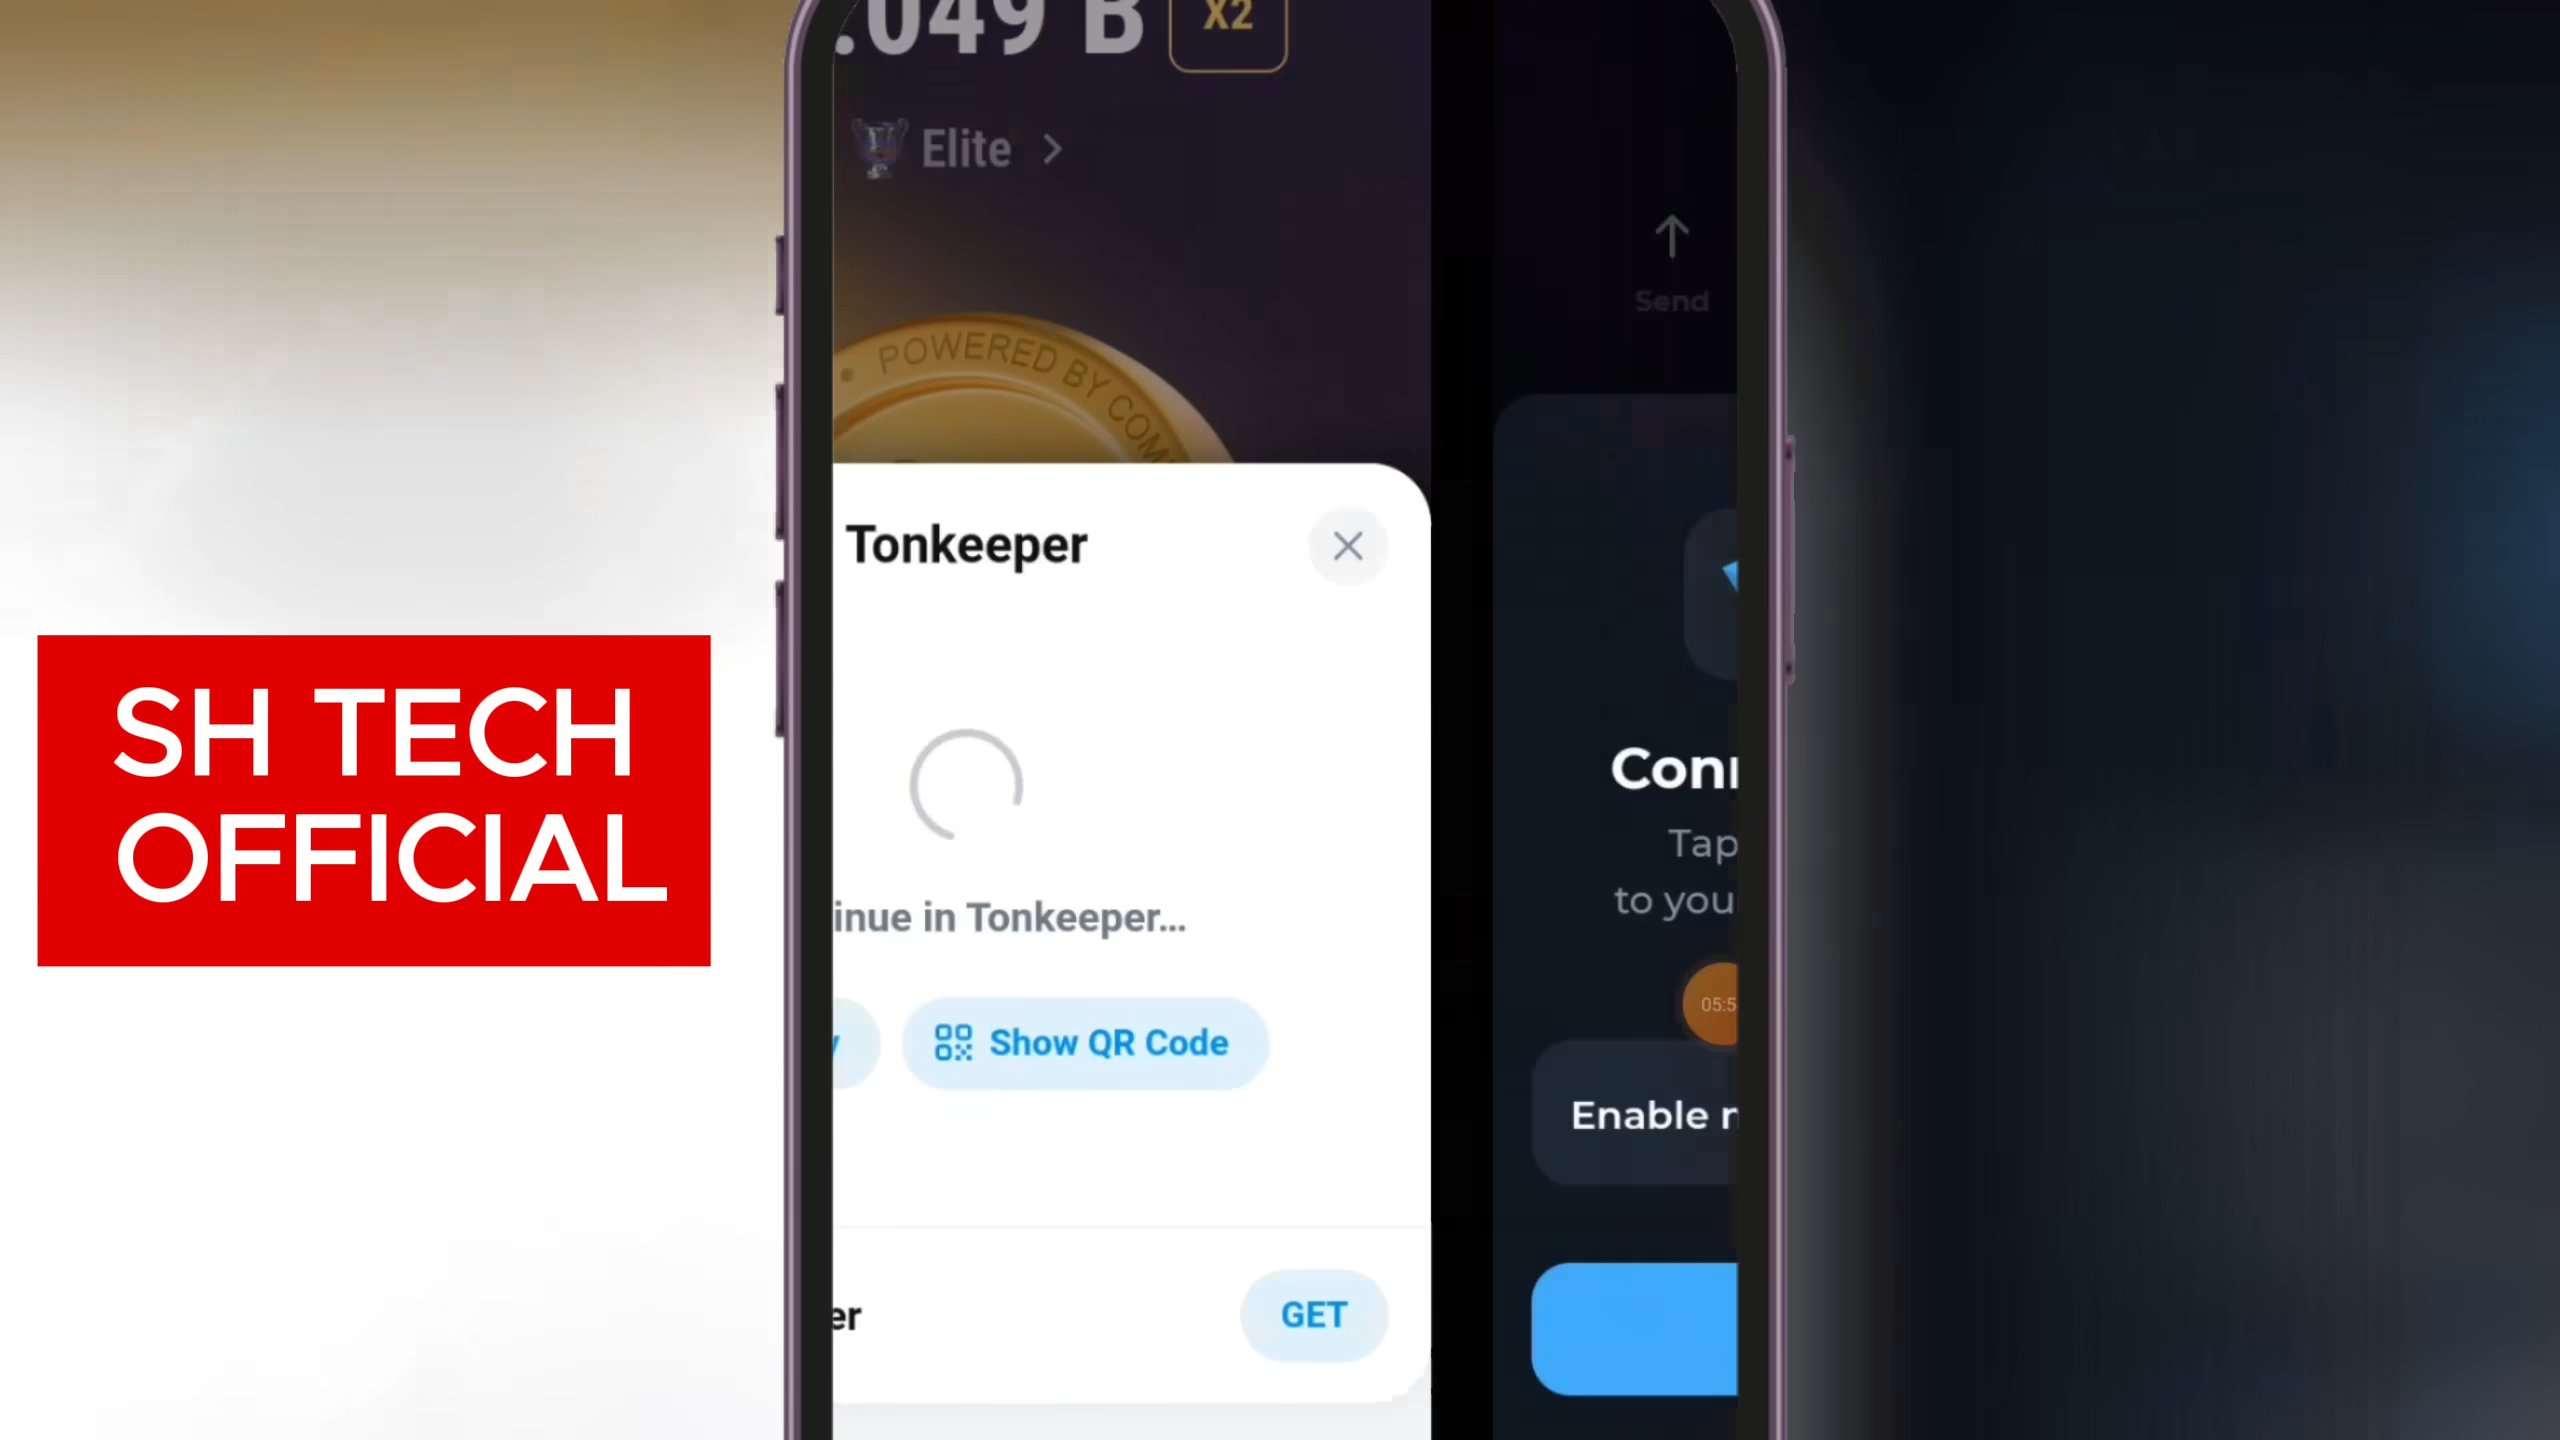 .049 B X2
Elite >
POWERED BY COM
Send
Tonkeeper
SH TECH
OFFICIAL
Tap
to you
inue in Tonkeeper...
05:5
Show QR Code
Enable
er
GET